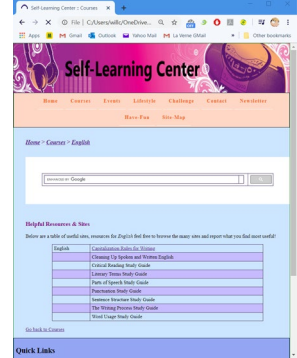 Self-Learning Center :: Courses
File | C:/Users/willc/OneDrive...
Apps Gmail Outlook Yahoo Mail La Verne GMail Other bookmarks
Self-Learning Center
Home Courses Events Lifestyle Challenge Contact Newsletter
Have-Fun Site-Map
Home > Courses > English
ENHANCED BY Google
Helpful Resources & Sites
Below are a table of useful sites, resources for English feel free to browse the many sites and report what you find most useful!
English Capitalization Rules for Writing
Cleaning Up Spoken and Written English
Critical Reading Study Guide
Literary Terms Study Guide
Parts of Speech Study Guide
Punctuation Study Guide
Sentence Structure Study Guide
The Writing Process Study Guide
Word Usage Study Guide
Go back to Courses
Quick Links